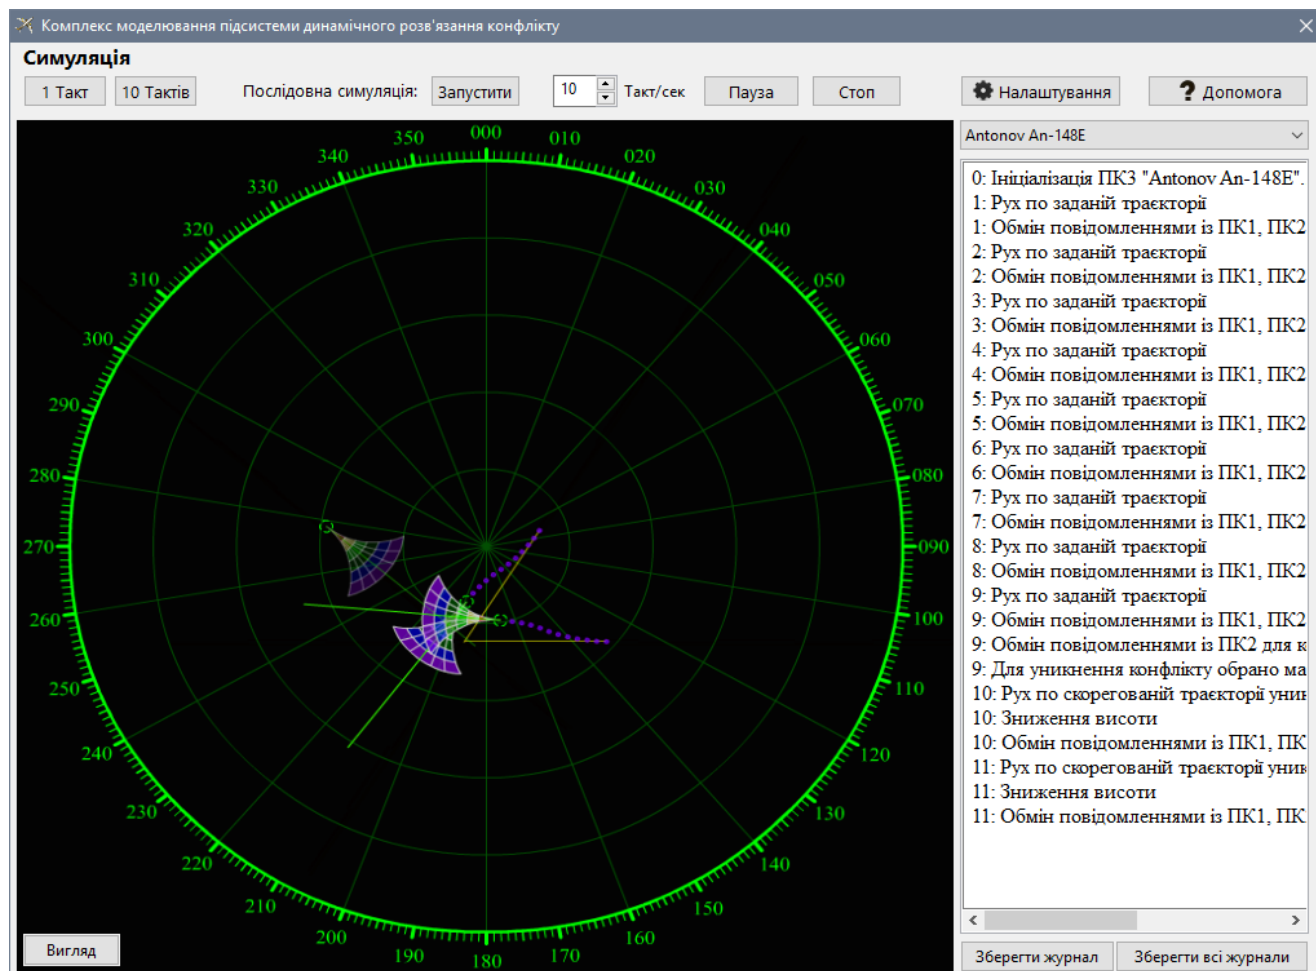 Комплекс моделювання підсистеми динамічного розв'язання конфлікту
Симуляція
1 Такт 10 Тактів Послідовна симуляція: Запустити 10 Такт/сек Пауза Стоп Налаштування ? Допомога
Antonov An-148E
000
010
020
030
040
050
060
070
080
090
100
110
120
130
140
150
160
170
180
190
200
210
220
230
240
250
260
270
280
290
300
310
320
330
340
350
Вигляд
0: Ініціалізація ПК3 "Antonov An-148E".
1: Рух по заданій траєкторії
1: Обмін повідомленнями із ПК1, ПК2
2: Рух по заданій траєкторії
2: Обмін повідомленнями із ПК1, ПК2
3: Рух по заданій траєкторії
3: Обмін повідомленнями із ПК1, ПК2
4: Рух по заданій траєкторії
4: Обмін повідомленнями із ПК1, ПК2
5: Рух по заданій траєкторії
5: Обмін повідомленнями із ПК1, ПК2
6: Рух по заданій траєкторії
6: Обмін повідомленнями із ПК1, ПК2
7: Рух по заданій траєкторії
7: Обмін повідомленнями із ПК1, ПК2
8: Рух по заданій траєкторії
8: Обмін повідомленнями із ПК1, ПК2
9: Рух по заданій траєкторії
9: Обмін повідомленнями із ПК1, ПК2
9: Обмін повідомленнями із ПК2 для к
9: Для уникнення конфлікту обрано ма
10: Рух по скорегованій траєкторії уник
10: Зниження висоти
10: Обмін повідомленнями із ПК1, ПК
11: Рух по скорегованій траєкторії уник
11: Зниження висоти
11: Обмін повідомленнями із ПК1, ПК
Зберегти журнал Зберегти всі журнали